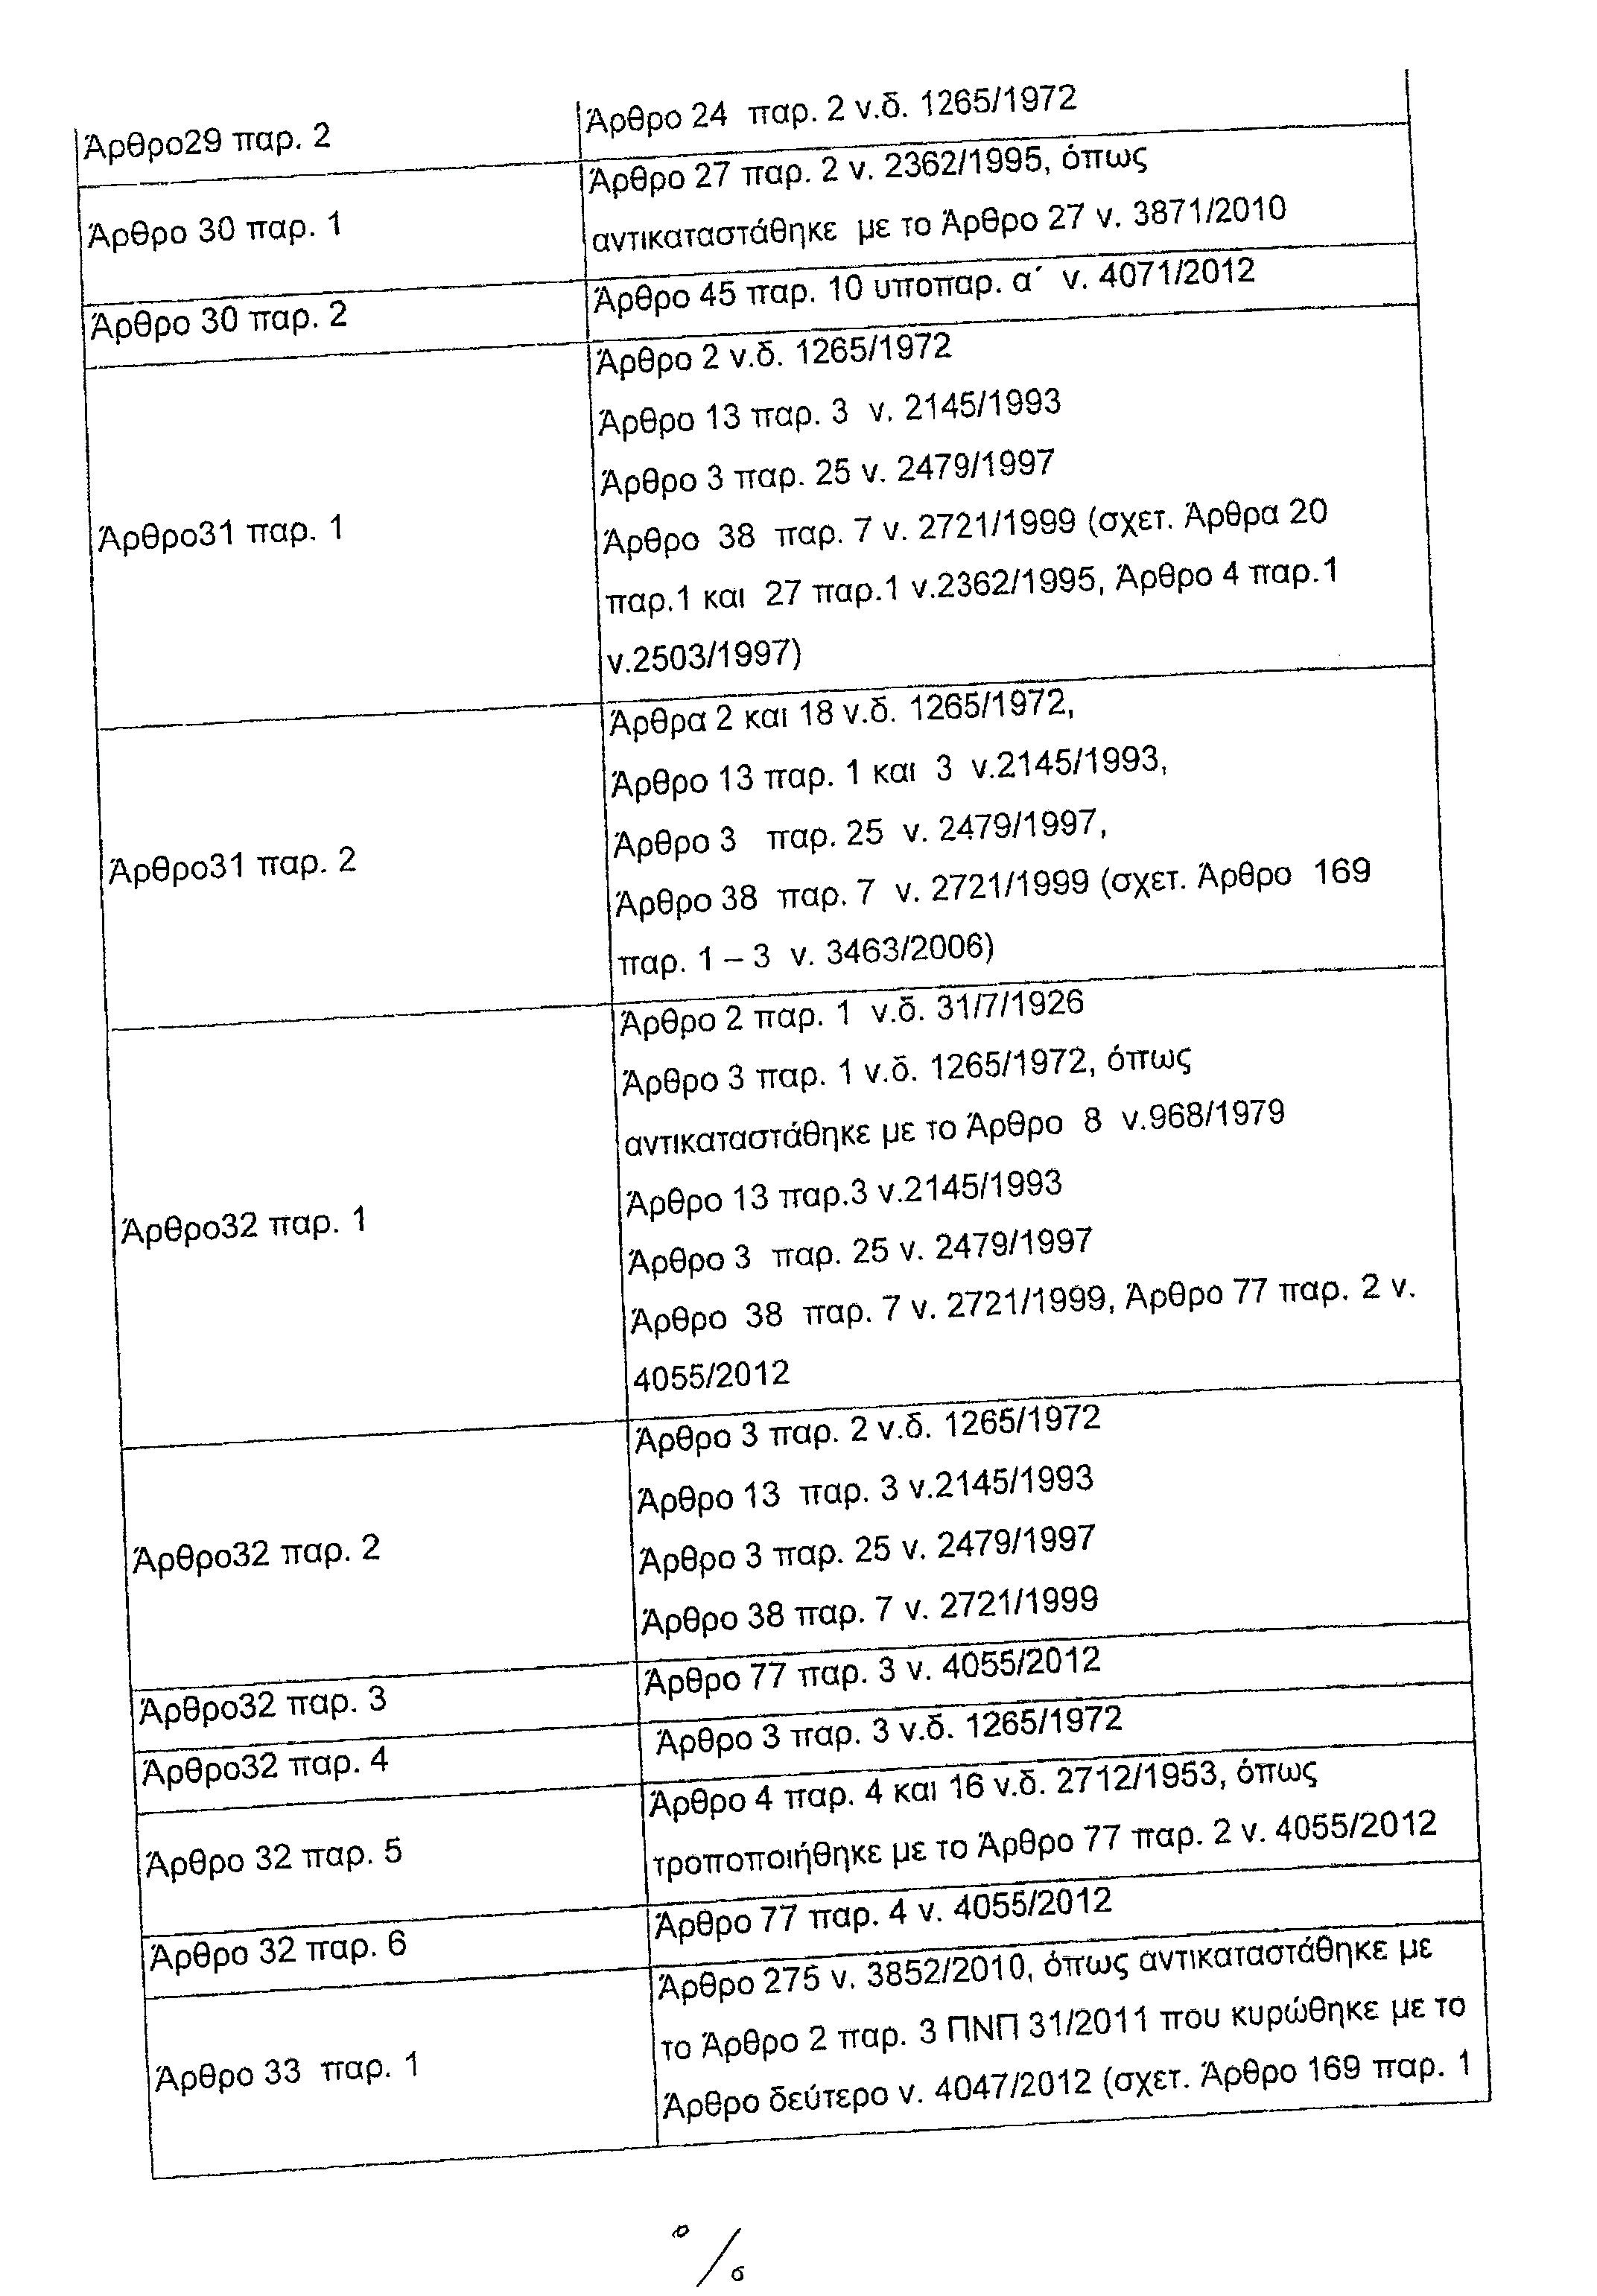 Άρθρο29 παρ. 2
Άρθρο 24 παρ. 2 ν.δ. 1265/1972
Άρθρο 30 παρ. 1
Άρθρο 27 παρ. 2 ν. 2362/1995, όπως
αντικαταστάθηκε με το Άρθρο 27 ν. 3871/2010
Άρθρο 30 παρ. 2
Άρθρο 45 παρ. 10 υποπαρ. α΄ ν. 4071/2012
Άρθρο31 παρ. 1
Άρθρο 2 ν.δ. 1265/1972
Άρθρο 13 παρ. 3 ν. 2145/1993
Άρθρο 3 παρ. 25 ν. 2479/1997
Άρθρο 38 παρ. 7 ν. 2721/1999 (σχετ. Άρθρα 20
παρ.1 και 27 παρ.1 ν.2362/1995, Άρθρο 4 παρ.1
ν.2503/1997)
Άρθρο31 παρ. 2
Άρθρα 2 και 18 ν.δ. 1265/1972,
Άρθρο 13 παρ. 1 και 3 ν.2145/1993,
Άρθρο 3 παρ. 25 ν. 2479/1997,
Άρθρο 38 παρ. 7 ν. 2721/1999 (σχετ. Άρθρο 169
παρ. 1 – 3 ν. 3463/2006)
Άρθρο32 παρ. 1
Άρθρο 2 παρ. 1 ν.δ. 31/7/1926
Άρθρο 3 παρ. 1 ν.δ. 1265/1972, όπως
αντικαταστάθηκε με το Άρθρο 8 ν.968/1979
Άρθρο 13 παρ.3 ν.2145/1993
Άρθρο 3 παρ. 25 ν. 2479/1997
Άρθρο 38 παρ. 7 ν. 2721/1999, Άρθρο 77 παρ. 2 ν.
4055/2012
Άρθρο32 παρ. 2
Άρθρο 3 παρ. 2 ν.δ. 1265/1972
Άρθρο 13 παρ. 3 ν.2145/1993
Άρθρο 3 παρ. 25 ν. 2479/1997
Άρθρο 38 παρ. 7 ν. 2721/1999
Άρθρο32 παρ. 3
Άρθρο 77 παρ. 3 ν. 4055/2012
Άρθρο32 παρ. 4
Άρθρο 3 παρ. 3 ν.δ. 1265/1972
Άρθρο 32 παρ. 5
Άρθρο 4 παρ. 4 και 16 ν.δ. 2712/1953, όπως
τροποποιήθηκε με το Άρθρο 77 παρ. 2 ν. 4055/2012
Άρθρο 32 παρ. 6
Άρθρο 77 παρ. 4 ν. 4055/2012
Άρθρο 33 παρ. 1
Άρθρο 275 ν. 3852/2010, όπως αντικαταστάθηκε με
το Άρθρο 2 παρ. 3 ΠΝΠ 31/2011 που κυρώθηκε με το
Άρθρο δεύτερο ν. 4047/2012 (σχετ. Άρθρο 169 παρ. 1
%